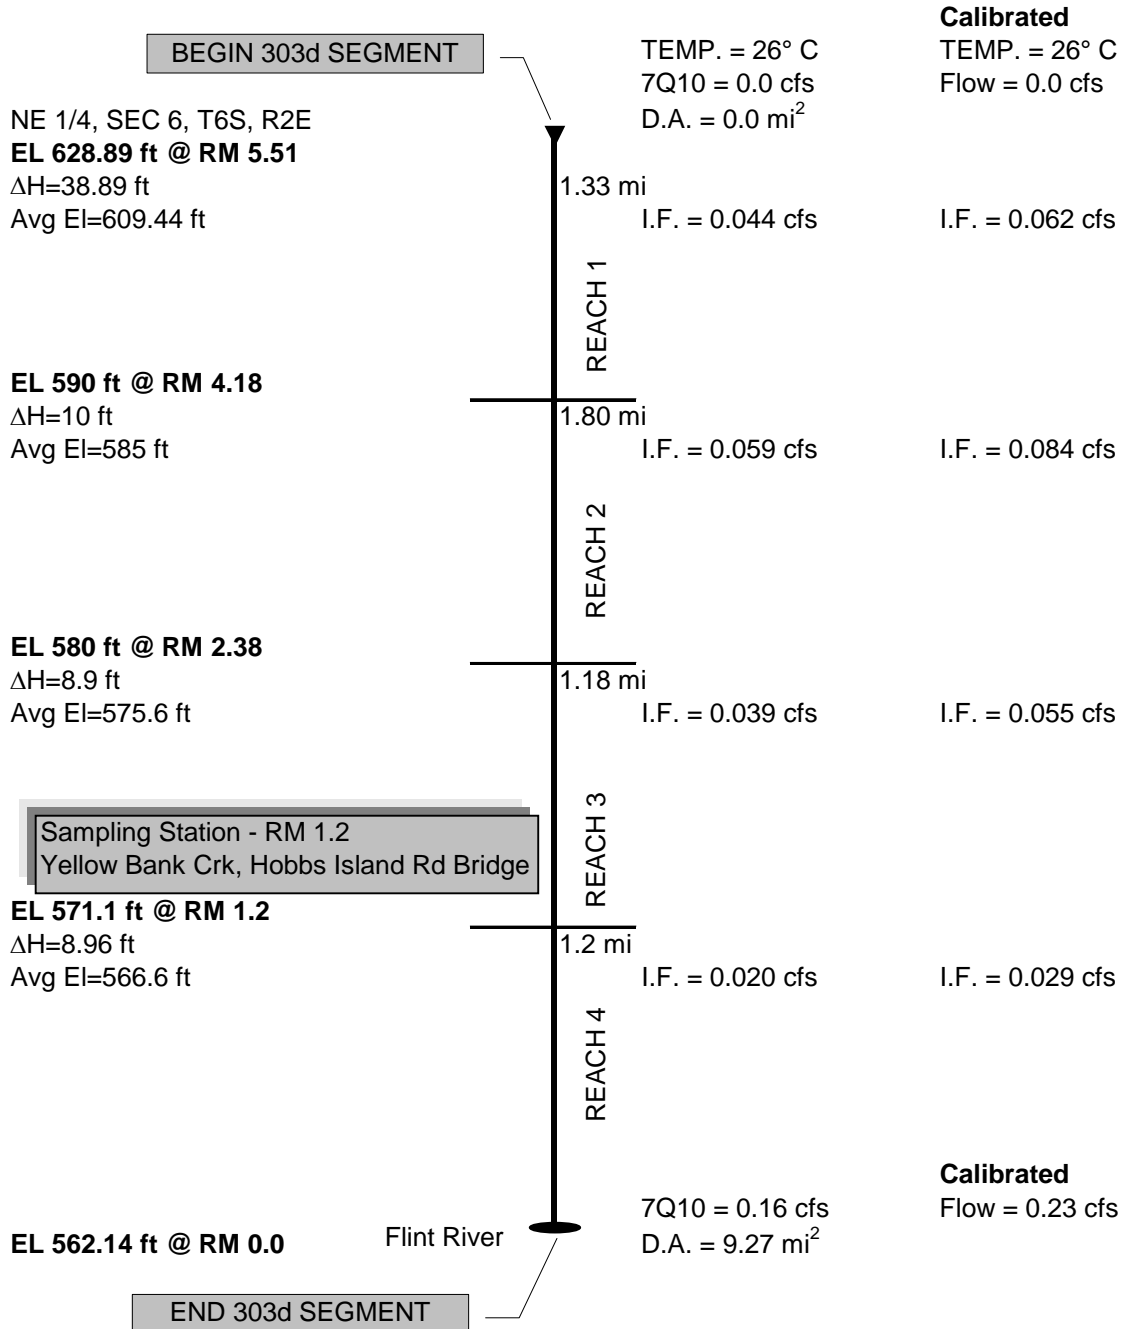 Calibrated
BEGIN 303d SEGMENT
TEMP. = 26° C
TEMP. = 26° C
7Q10 = 0.0 cfs
Flow = 0.0 cfs
D.A. = 0.0 mi²
NE 1/4, SEC 6, T6S, R2E
EL 628.89 ft @ RM 5.51
∆H=38.89 ft
1.33 mi
Avg El=609.44 ft
I.F. = 0.044 cfs
I.F. = 0.062 cfs
REACH 1
EL 590 ft @ RM 4.18
∆H=10 ft
1.80 mi
Avg El=585 ft
I.F. = 0.059 cfs
I.F. = 0.084 cfs
REACH 2
EL 580 ft @ RM 2.38
∆H=8.9 ft
1.18 mi
Avg El=575.6 ft
I.F. = 0.039 cfs
I.F. = 0.055 cfs
REACH 3
Sampling Station - RM 1.2
Yellow Bank Crk, Hobbs Island Rd Bridge
EL 571.1 ft @ RM 1.2
∆H=8.96 ft
1.2 mi
Avg El=566.6 ft
I.F. = 0.020 cfs
I.F. = 0.029 cfs
REACH 4
Calibrated
7Q10 = 0.16 cfs
Flow = 0.23 cfs
EL 562.14 ft @ RM 0.0
Flint River
D.A. = 9.27 mi²
END 303d SEGMENT